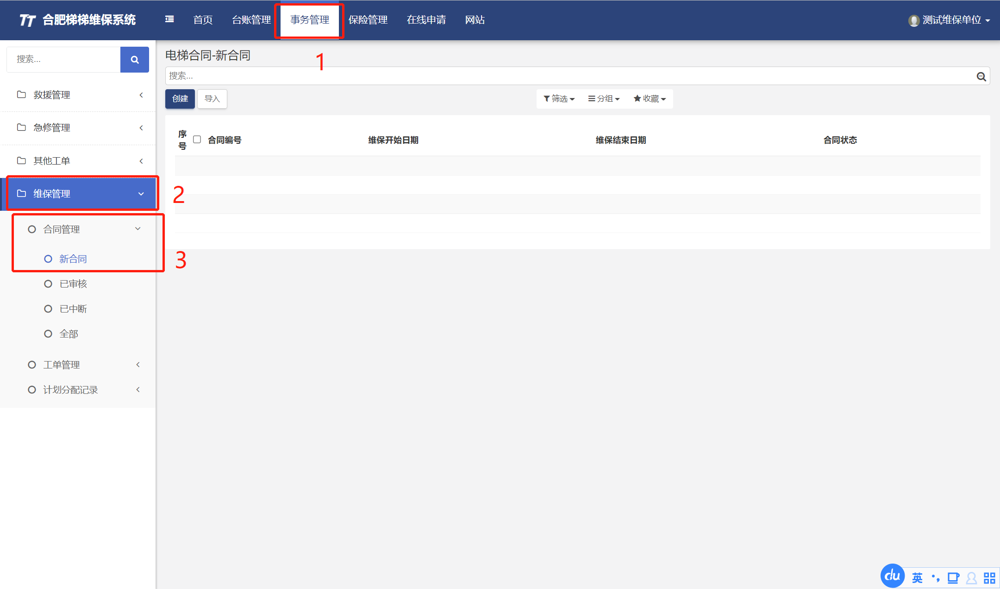 TT 合肥梯梯维保系统 首页 台账管理 事务管理 保险管理 在线申请 网站 测试维保单位
搜索...
救援管理
急修管理
其他工单
维保管理
2
合同管理
新合同
3
已审核
已中断
全部
工单管理
计划分配记录
电梯合同-新合同
1
搜索...
创建 导入 筛选 分组 收藏
序号 合同编号 维保开始日期 维保结束日期 合同状态
du 英